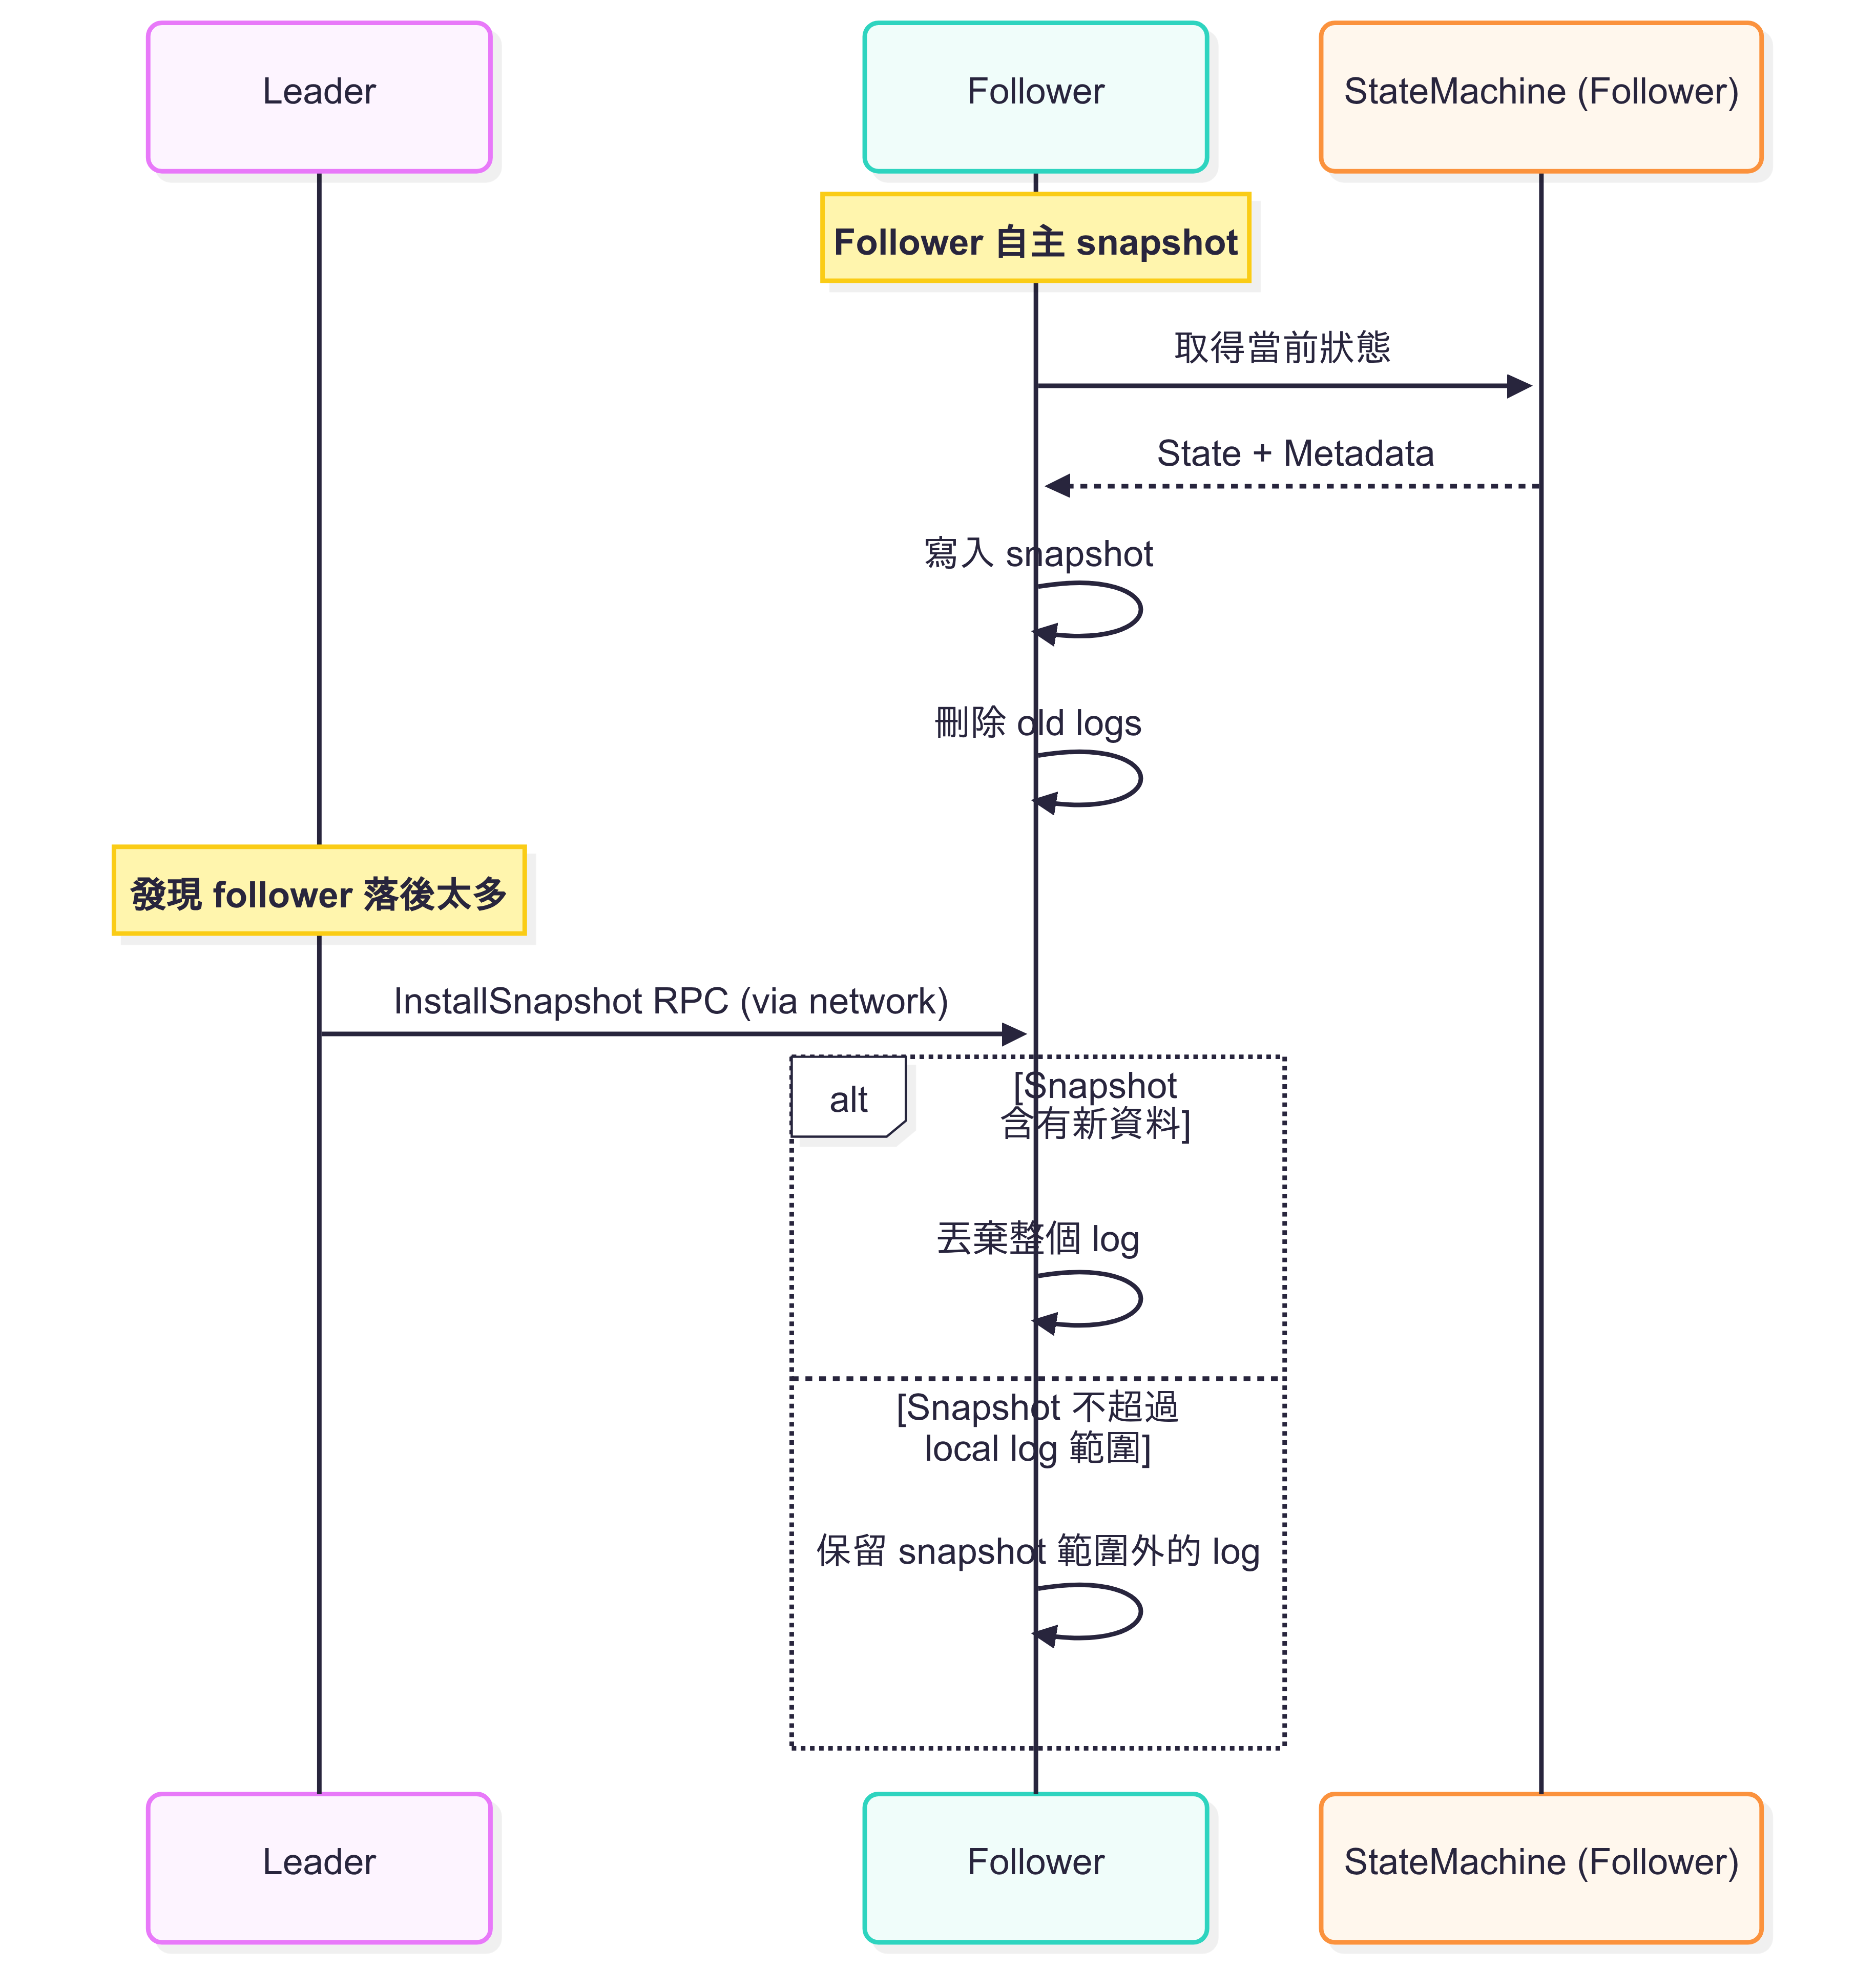 Leader
Follower
StateMachine (Follower)
Follower 自主 snapshot
取得當前狀態
State + Metadata
寫入 snapshot
刪除 old logs
發現 follower 落後太多
InstallSnapshot RPC (via network)
alt
[Snapshot
含有新資料]
丟棄整個 log
[Snapshot 不超過
local log 範圍]
保留 snapshot 範圍外的 log
Leader
Follower
StateMachine (Follower)